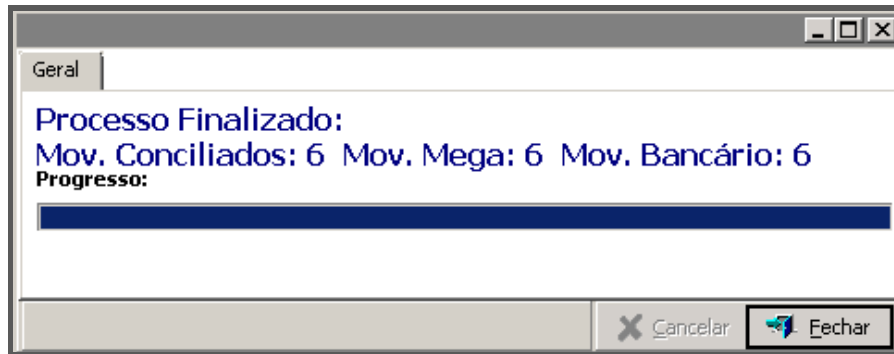 Geral
Processo Finalizado:
Mov. Conciliados: 6 Mov. Mega: 6 Mov. Bancário: 6
Progresso:
Cancelar Fechar